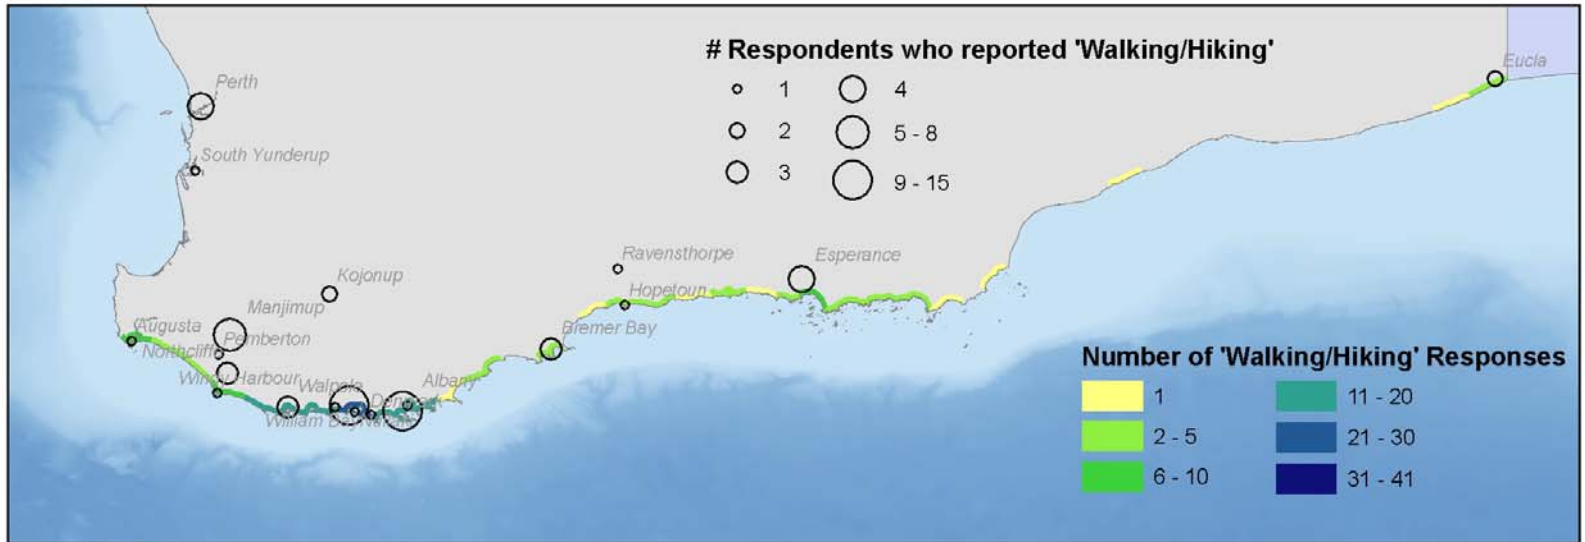 # Respondents who reported 'Walking/Hiking'
1
4
2
5 - 8
3
9 - 15
Eucla
Perth
South Yunderup
Ravensthorpe
Esperance
Kojonup
Hopetoun
Manjimup
Augusta
Pemberton
Bremer Bay
Northcliffe
Windy Harbour
Walpole
Albany
Denmark
William Bay
Number of 'Walking/Hiking' Responses
1
11 - 20
2 - 5
21 - 30
6 - 10
31 - 41